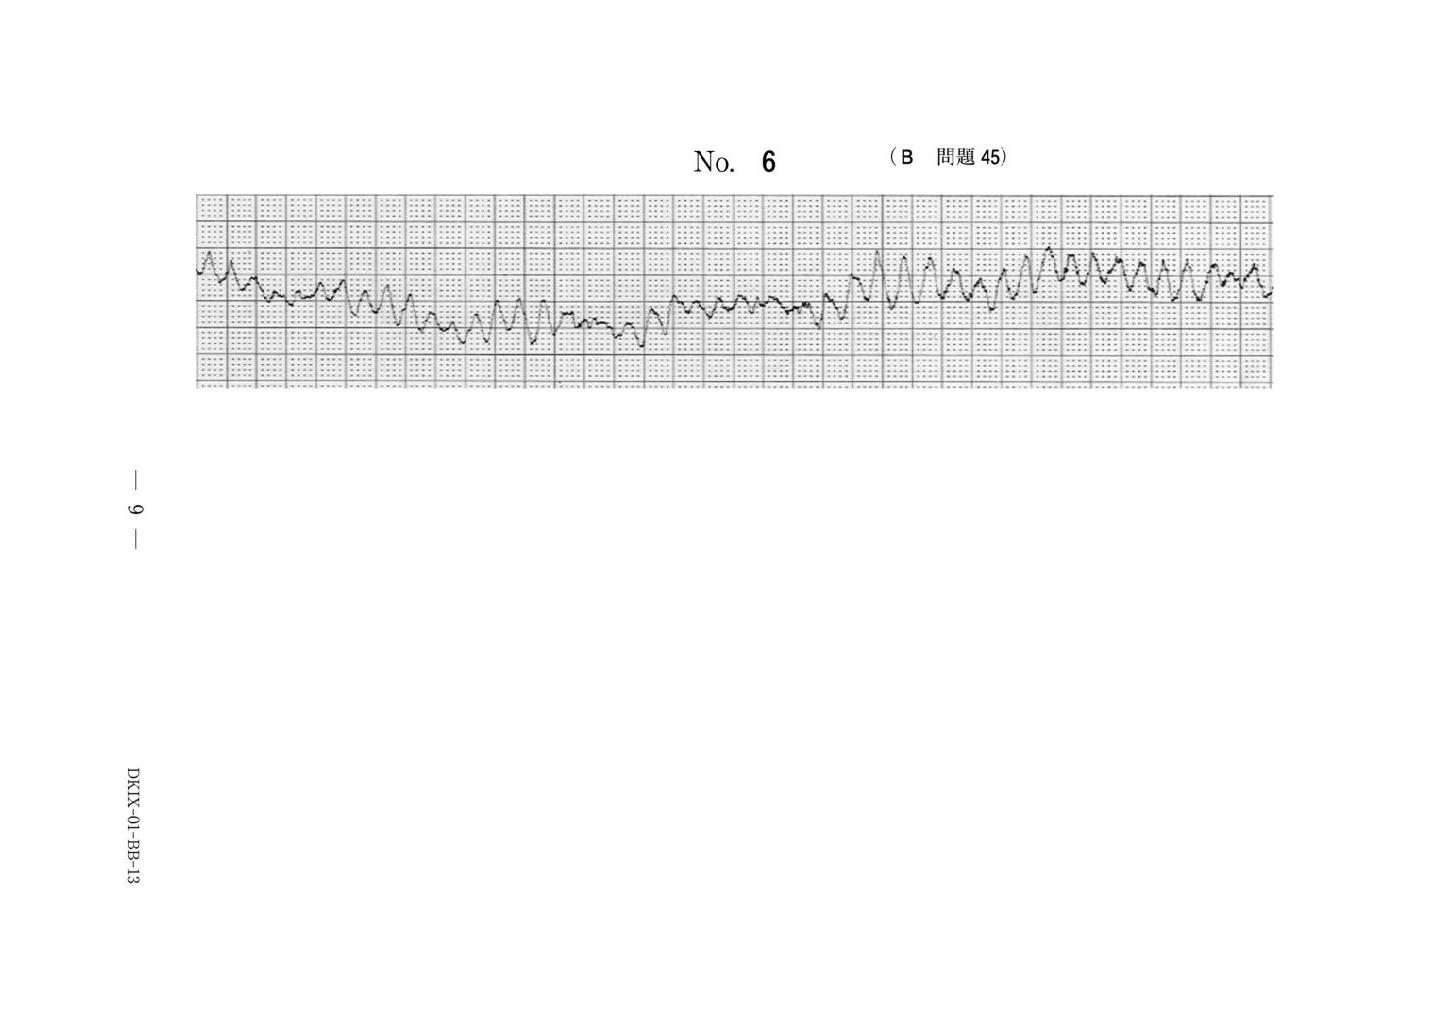 No. 6 (B 問題 45)
— 9 —
DKIX-01-BB-13